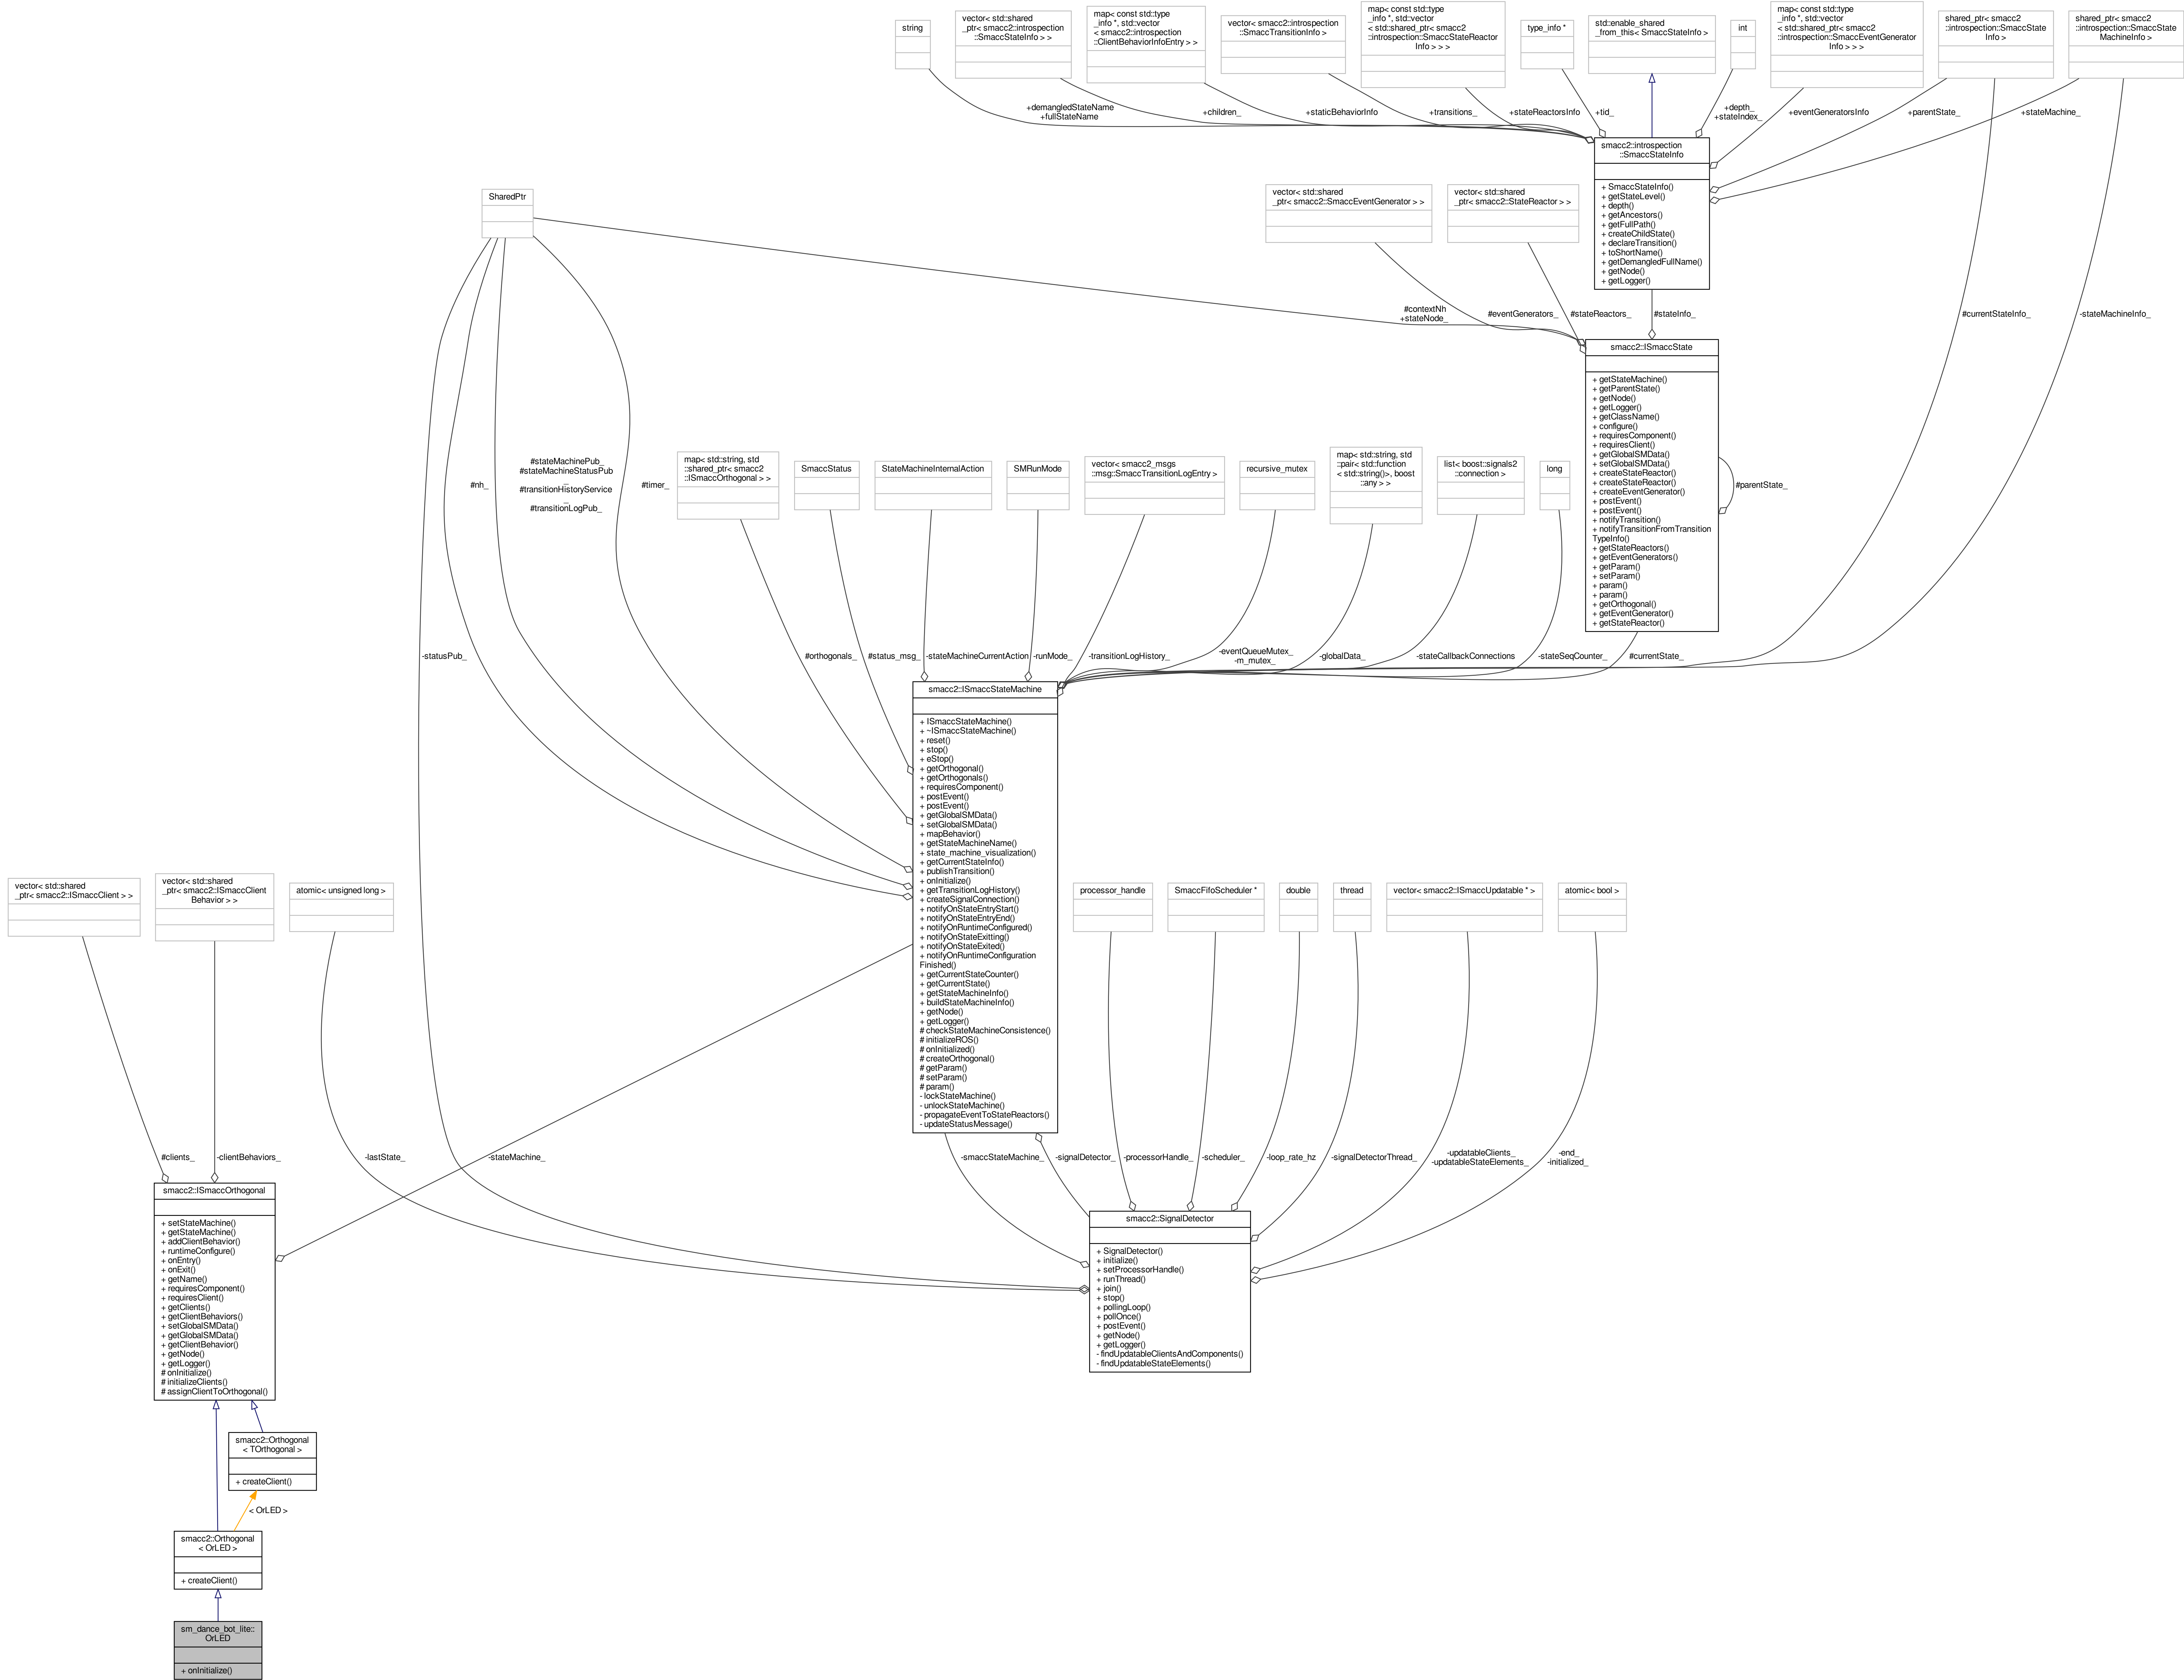 string
vector< std::shared
_ptr< smacc2::introspection
::SmaccStateInfo > >
map< const std::type
_info *, std::vector
< smacc2::introspection
::ClientBehaviorInfoEntry > >
vector< smacc2::introspection
::SmaccTransitionInfo >
map< const std::type
_info *, std::vector
< std::shared_ptr< smacc2
::introspection::SmaccStateReactor
Info > > >
type_info *
std::enable_shared
_from_this< SmaccStateInfo >
int
map< const std::type
_info *, std::vector
< std::shared_ptr< smacc2
::introspection::SmaccEventGenerator
Info > > >
shared_ptr< smacc2
::introspection::SmaccState
Info >
shared_ptr< smacc2
::introspection::SmaccState
MachineInfo >
+demangledStateName
+fullStateName
+children_
+staticBehaviorInfo
+transitions_
+stateReactorsInfo
+tid_
+depth_
+stateIndex_
+eventGeneratorsInfo
+parentState_
+stateMachine_
smacc2::introspection
::SmaccStateInfo
+ SmaccStateInfo()
+ getStateLevel()
+ depth()
+ getAncestors()
+ getFullPath()
+ createChildState()
+ declareTransition()
+ toShortName()
+ getDemangledFullName()
+ getNode()
+ getLogger()
SharedPtr
vector< std::shared
_ptr< smacc2::SmaccEventGenerator > >
vector< std::shared
_ptr< smacc2::StateReactor > >
#contextNh
+stateNode_
#eventGenerators_
#stateReactors_
#stateInfo_
#currentStateInfo_
-stateMachineInfo_
smacc2::ISmaccState
+ getStateMachine()
+ getParentState()
+ getNode()
+ getLogger()
+ getClassName()
+ configure()
+ requiresComponent()
+ requiresClient()
+ getGlobalSMData()
+ setGlobalSMData()
+ createStateReactor()
+ createStateReactor()
+ createEventGenerator()
+ postEvent()
+ postEvent()
+ notifyTransition()
+ notifyTransitionFromTransition
TypeInfo()
+ getStateReactors()
+ getEventGenerators()
+ getParam()
+ setParam()
+ param()
+ param()
+ getOrthogonal()
+ getEventGenerator()
+ getStateReactor()
#parentState_
#nh_
#stateMachinePub_
#stateMachineStatusPub
_
#transitionHistoryService
_
#transitionLogPub_
#timer_
map< std::string, std
::shared_ptr< smacc2
::ISmaccOrthogonal > >
SmaccStatus
StateMachineInternalAction
SMRunMode
vector< smacc2_msgs
::msg::SmaccTransitionLogEntry >
recursive_mutex
map< std::string, std
::pair< std::function
< std::string()>, boost
::any > >
list< boost::signals2
::connection >
long
-statusPub_
#orthogonals_
#status_msg_
-stateMachineCurrentAction
-runMode_
-transitionLogHistory_
-eventQueueMutex_
-m_mutex_
-globalData_
-stateCallbackConnections
-stateSeqCounter_
#currentState_
smacc2::ISmaccStateMachine
+ ISmaccStateMachine()
+ ~ISmaccStateMachine()
+ reset()
+ stop()
+ eStop()
+ getOrthogonal()
+ getOrthogonals()
+ requiresComponent()
+ postEvent()
+ postEvent()
+ getGlobalSMData()
+ setGlobalSMData()
+ mapBehavior()
+ getStateMachineName()
+ state_machine_visualization()
+ getCurrentStateInfo()
+ publishTransition()
+ onInitialize()
+ getTransitionLogHistory()
+ createSignalConnection()
+ notifyOnStateEntryStart()
+ notifyOnStateEntryEnd()
+ notifyOnRuntimeConfigured()
+ notifyOnStateExitting()
+ notifyOnStateExited()
+ notifyOnRuntimeConfiguration
Finished()
+ getCurrentStateCounter()
+ getCurrentState()
+ getStateMachineInfo()
+ buildStateMachineInfo()
+ getNode()
+ getLogger()
# checkStateMachineConsistence()
# initializeROS()
# onInitialized()
# createOrthogonal()
# getParam()
# setParam()
# param()
- lockStateMachine()
- unlockStateMachine()
- propagateEventToStateReactors()
- updateStatusMessage()
vector< std::shared
_ptr< smacc2::ISmaccClient > >
vector< std::shared
_ptr< smacc2::ISmaccClient
Behavior > >
atomic< unsigned long >
processor_handle
SmaccFifoScheduler *
double
thread
vector< smacc2::ISmaccUpdatable * >
atomic< bool >
#clients_
-clientBehaviors_
-lastState_
-stateMachine_
-smaccStateMachine_
-signalDetector_
-processorHandle_
-scheduler_
-loop_rate_hz
-signalDetectorThread_
-updatableClients_
-updatableStateElements_
-end_
-initialized_
smacc2::ISmaccOrthogonal
+ setStateMachine()
+ getStateMachine()
+ addClientBehavior()
+ runtimeConfigure()
+ onEntry()
+ onExit()
+ getName()
+ requiresComponent()
+ requiresClient()
+ getClients()
+ getClientBehaviors()
+ setGlobalSMData()
+ getGlobalSMData()
+ getClientBehavior()
+ getNode()
+ getLogger()
# onInitialize()
# initializeClients()
# assignClientToOrthogonal()
smacc2::SignalDetector
+ SignalDetector()
+ initialize()
+ setProcessorHandle()
+ runThread()
+ join()
+ stop()
+ pollingLoop()
+ pollOnce()
+ postEvent()
+ getNode()
+ getLogger()
- findUpdatableClientsAndComponents()
- findUpdatableStateElements()
smacc2::Orthogonal
< TOrthogonal >
+ createClient()
< OrLED >
smacc2::Orthogonal
< OrLED >
+ createClient()
sm_dance_bot_lite::
OrLED
+ onInitialize()